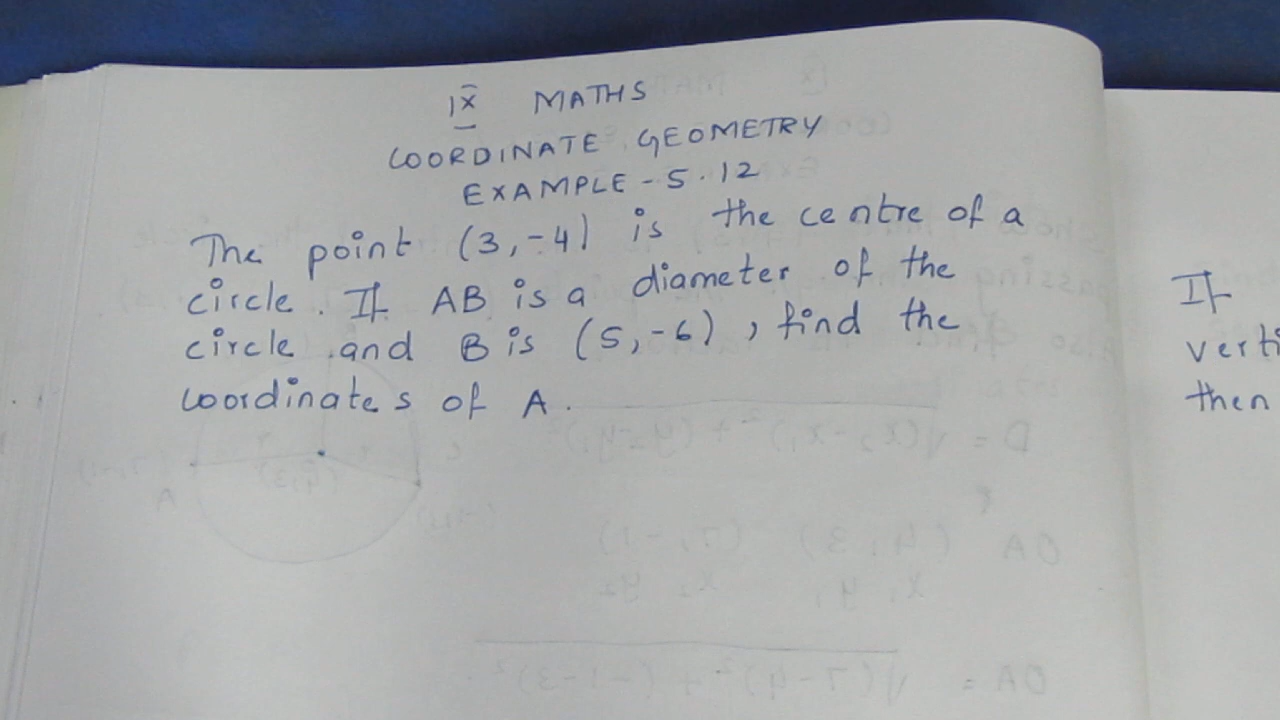 IX MATHS
COORDINATE GEOMETRY
EXAMPLE - 5.12
The point (3,-4) is the centre of a
circle. If AB is a diameter of the
circle and B is (5,-6), find the
coordinates of A.
If
verti
then